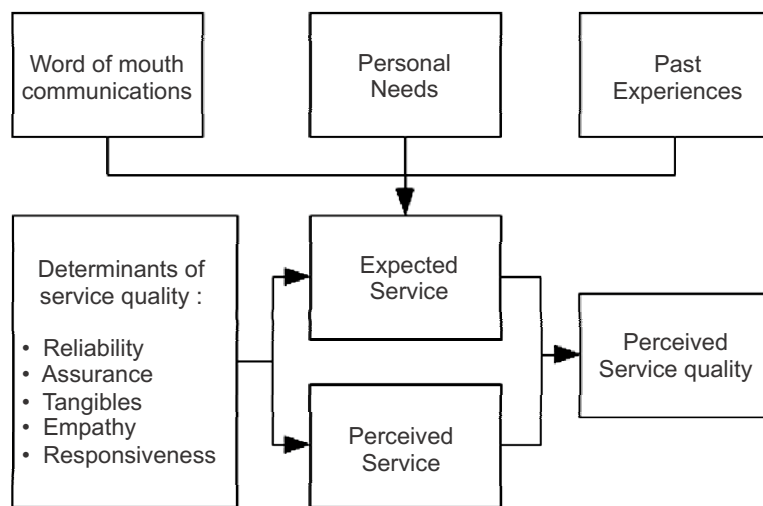 Word of mouth
communications
Personal
Needs
Past
Experiences
Determinants of
service quality :
• Reliability
• Assurance
• Tangibles
• Empathy
• Responsiveness
Expected
Service
Perceived
Service
Perceived
Service quality